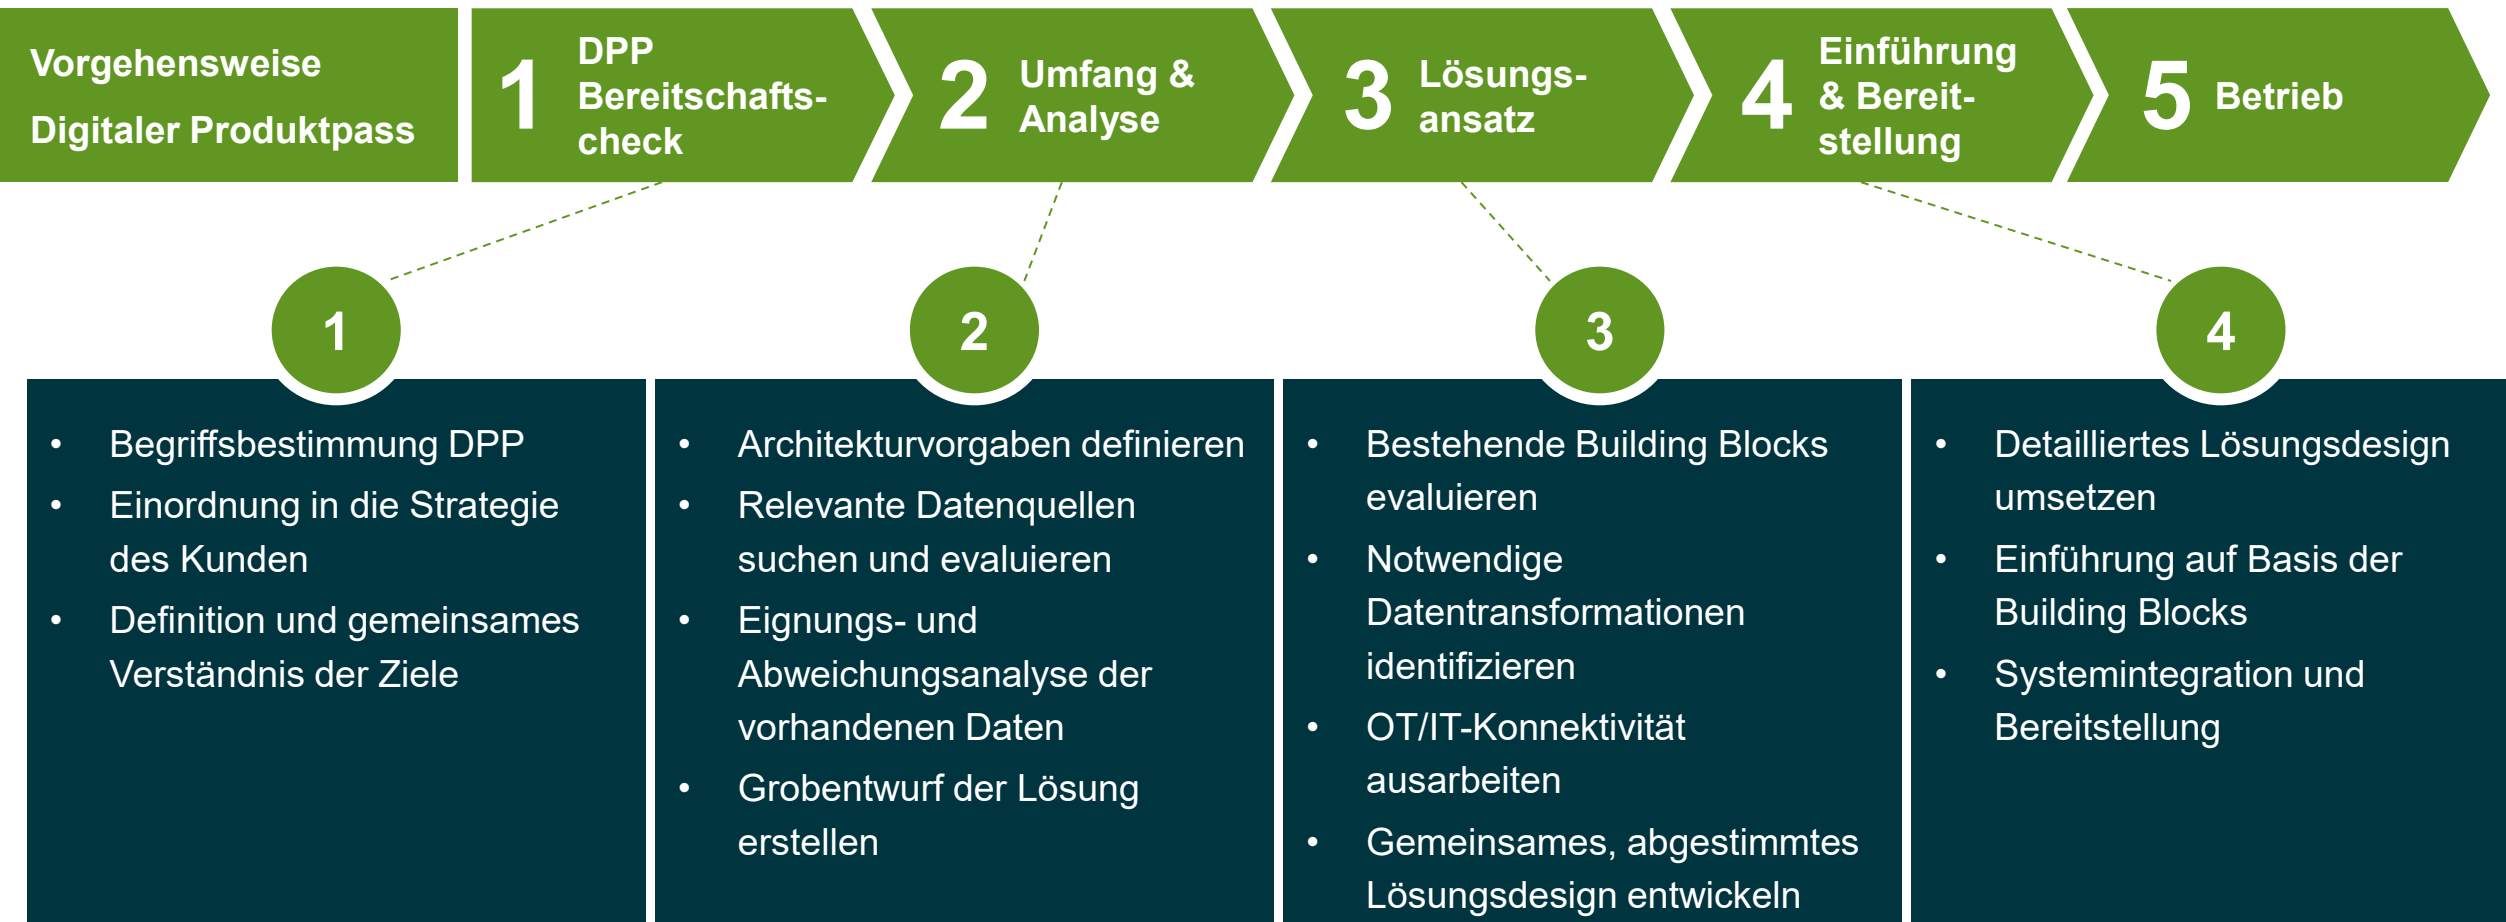 Vorgehensweise
Digitaler Produktpass
1
DPP
Bereitschafts-
check
2
Umfang &
Analyse
3
Lösungs-
ansatz
4
Einführung
& Bereit-
stellung
5
Betrieb
1
• Begriffsbestimmung DPP
• Einordnung in die Strategie
des Kunden
• Definition und gemeinsames
Verständnis der Ziele
2
• Architekturvorgaben definieren
• Relevante Datenquellen
suchen und evaluieren
• Eignungs- und
Abweichungsanalyse der
vorhandenen Daten
• Grobentwurf der Lösung
erstellen
3
• Bestehende Building Blocks
evaluieren
• Notwendige
Datentransformationen
identifizieren
• OT/IT-Konnektivität
ausarbeiten
• Gemeinsames, abgestimmtes
Lösungsdesign entwickeln
4
• Detailliertes Lösungsdesign
umsetzen
• Einführung auf Basis der
Building Blocks
• Systemintegration und
Bereitstellung